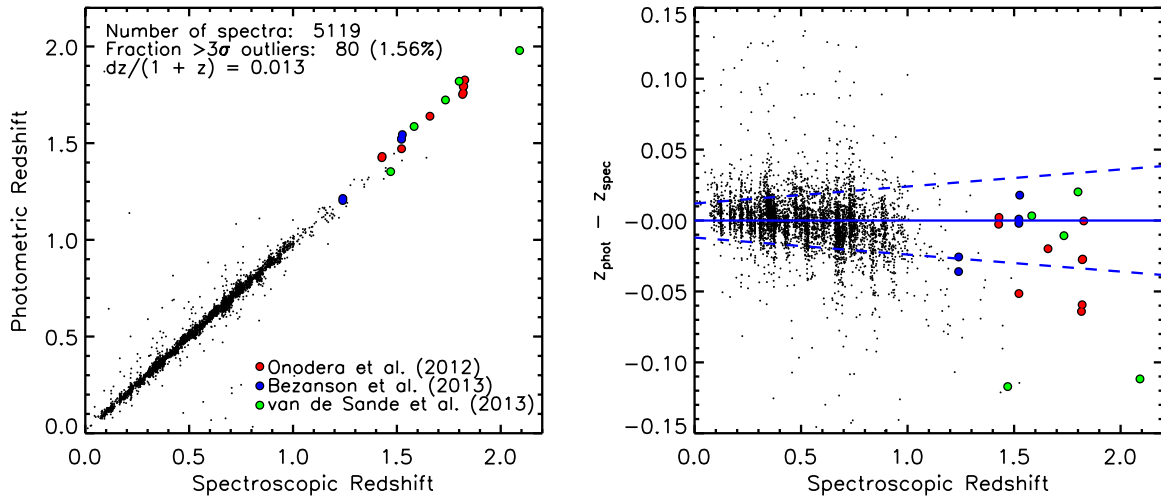 Number of spectra: 5119
Fraction >3σ outliers: 80 (1.56%)
dz/(1 + z) = 0.013
Photometric Redshift
2.0
1.5
1.0
0.5
0.0
Onodera et al. (2012)
Bezanson et al. (2013)
van de Sande et al. (2013)
0.0 0.5 1.0 1.5 2.0
Spectroscopic Redshift
zphot − zspec
0.15
0.10
0.05
−0.00
−0.05
−0.10
−0.15
0.0 0.5 1.0 1.5 2.0
Spectroscopic Redshift